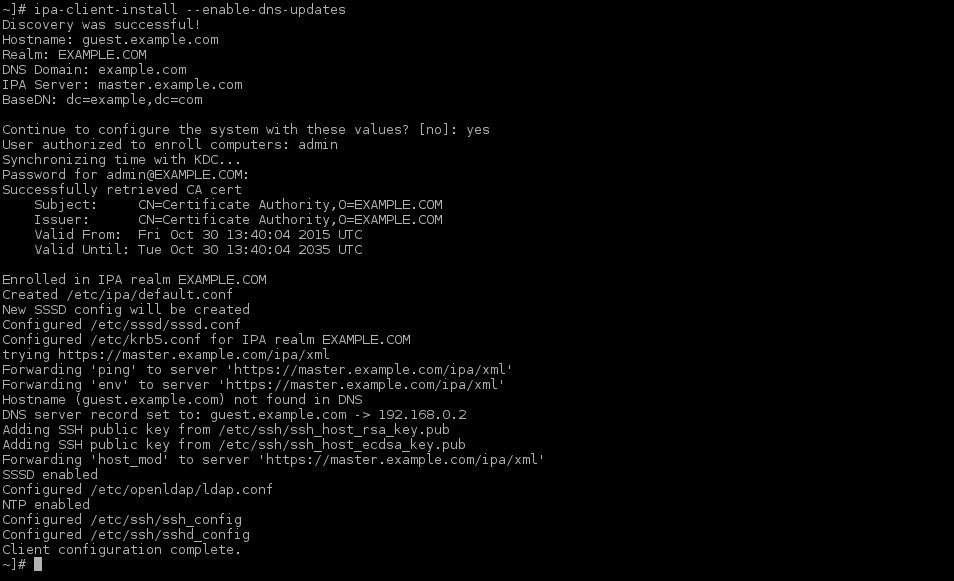 ~]# ipa-client-install --enable-dns-updates
Discovery was successful!
Hostname: guest.example.com
Realm: EXAMPLE.COM
DNS Domain: example.com
IPA Server: master.example.com
BaseDN: dc=example,dc=com

Continue to configure the system with these values? [no]: yes
User authorized to enroll computers: admin
Synchronizing time with KDC...
Password for admin@EXAMPLE.COM:
Successfully retrieved CA cert
    Subject:     CN=Certificate Authority,O=EXAMPLE.COM
    Issuer:      CN=Certificate Authority,O=EXAMPLE.COM
    Valid From:  Fri Oct 30 13:40:04 2015 UTC
    Valid Until: Tue Oct 30 13:40:04 2035 UTC

Enrolled in IPA realm EXAMPLE.COM
Created /etc/ipa/default.conf
New SSSD config will be created
Configured /etc/sssd/sssd.conf
Configured /etc/krb5.conf for IPA realm EXAMPLE.COM
trying https://master.example.com/ipa/xml
Forwarding 'ping' to server 'https://master.example.com/ipa/xml'
Forwarding 'env' to server 'https://master.example.com/ipa/xml'
Hostname (guest.example.com) not found in DNS
DNS server record set to: guest.example.com -> 192.168.0.2
Adding SSH public key from /etc/ssh/ssh_host_rsa_key.pub
Adding SSH public key from /etc/ssh/ssh_host_ecdsa_key.pub
Forwarding 'host_mod' to server 'https://master.example.com/ipa/xml'
SSSD enabled
Configured /etc/openldap/ldap.conf
NTP enabled
Configured /etc/ssh/ssh_config
Configured /etc/ssh/sshd_config
Client configuration complete.
~]#